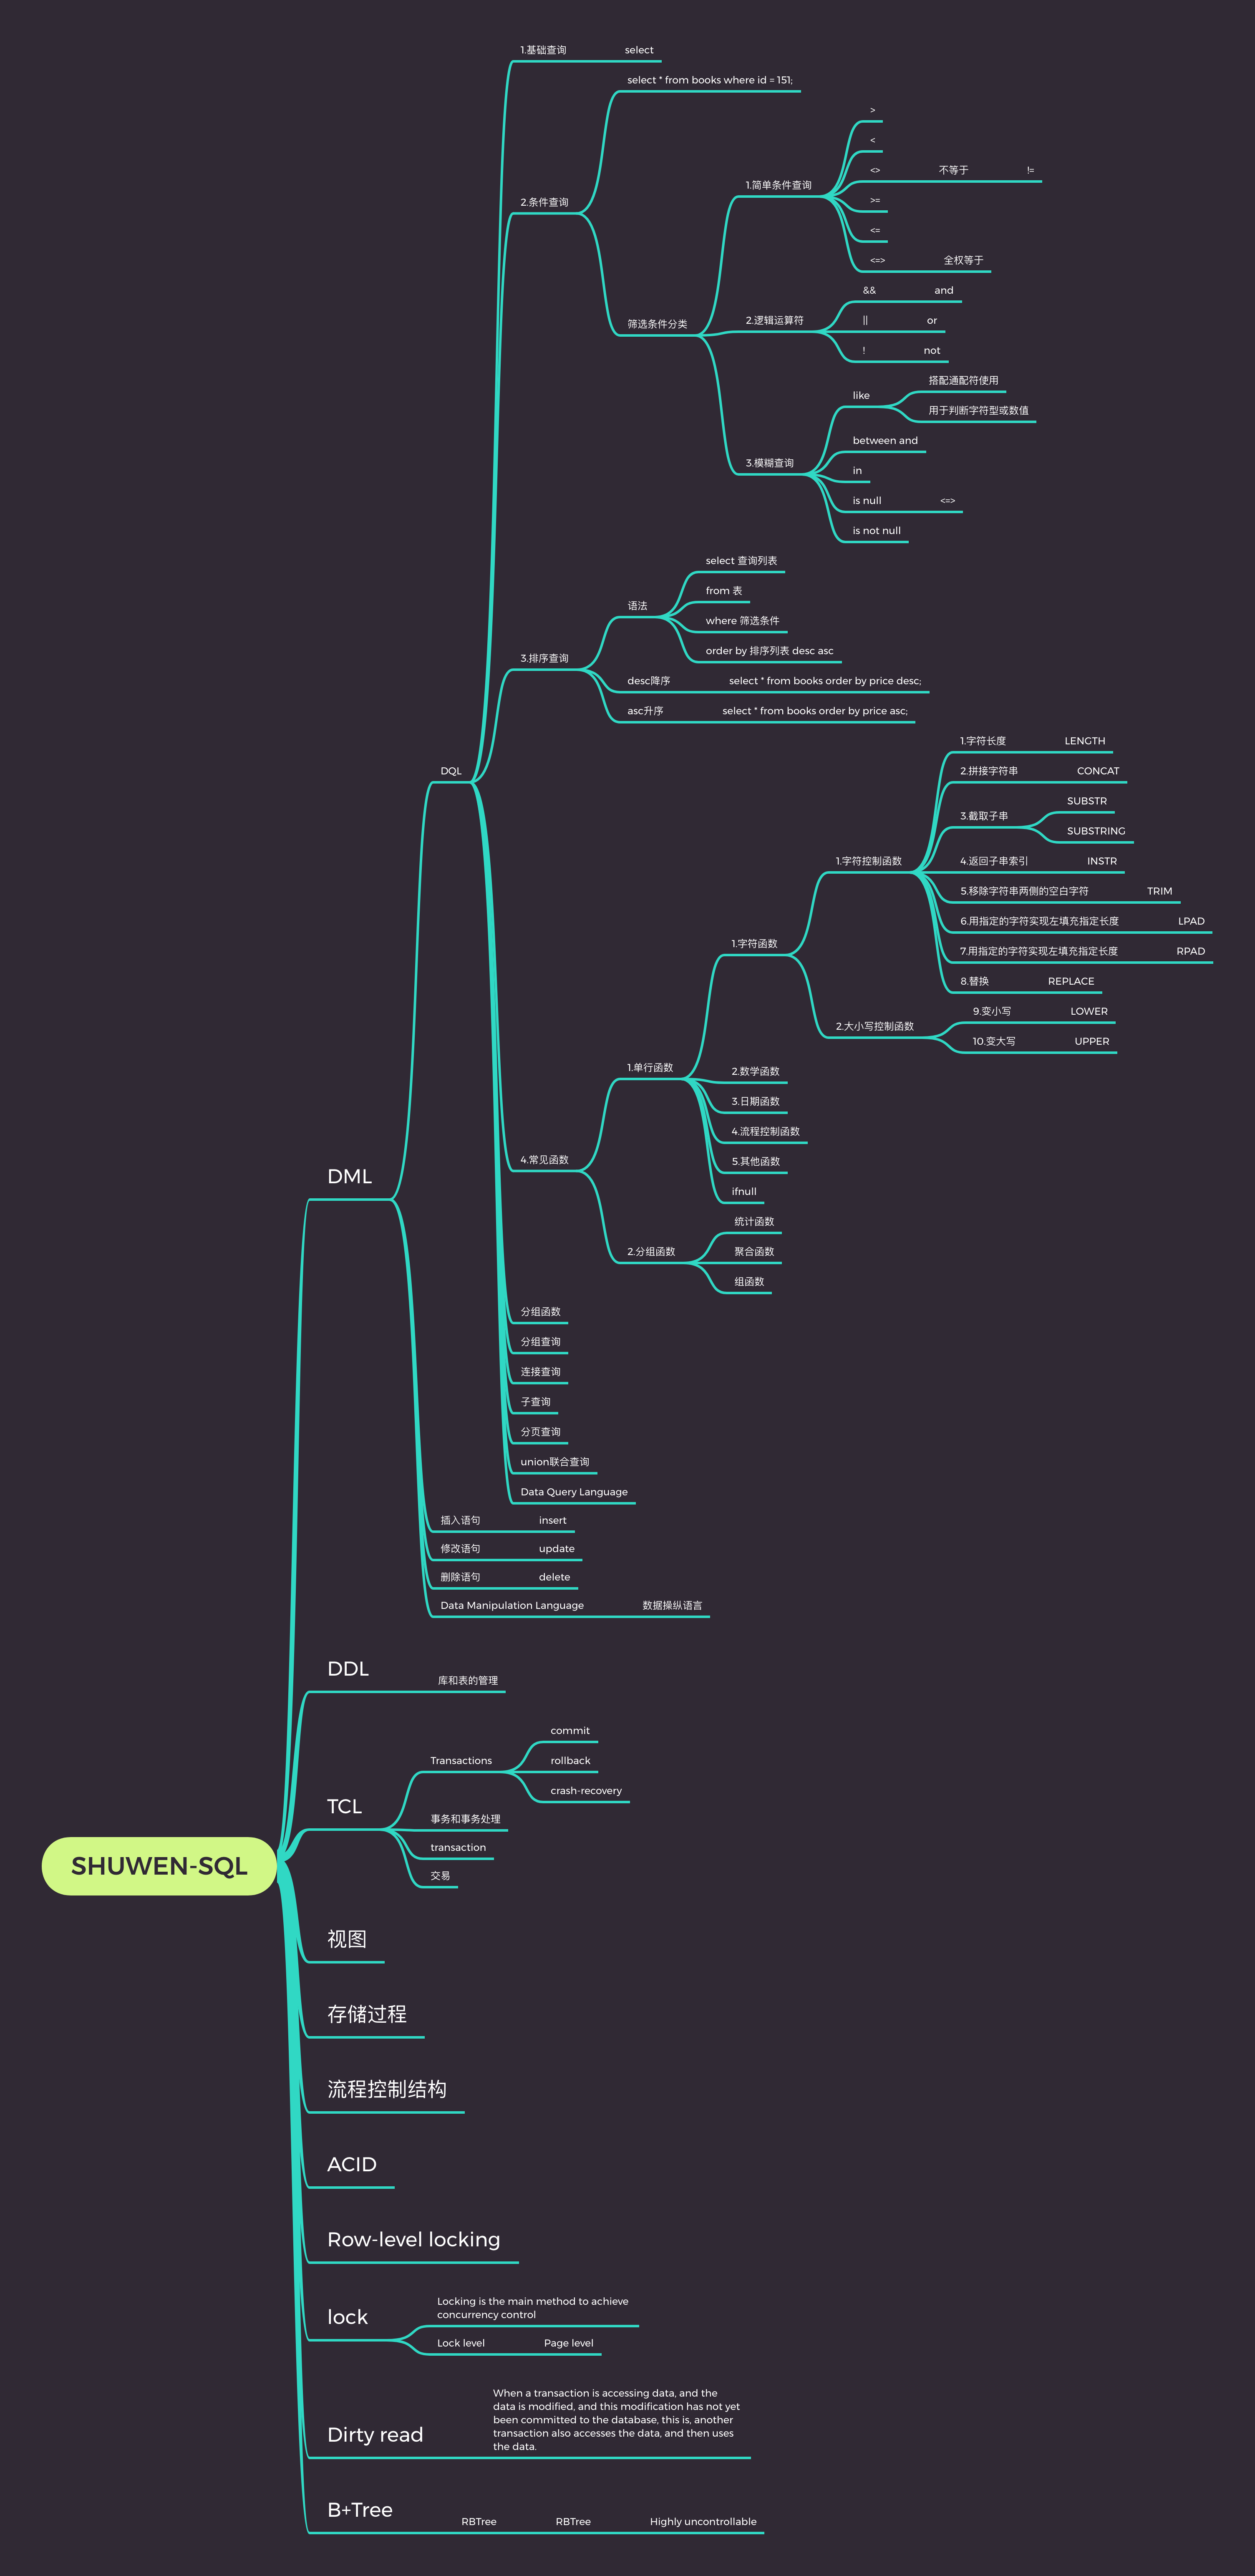 1.基础查询 select
select * from books where id = 151;
>
<
<> 不等于 !=
1.简单条件查询
>=
2.条件查询
<=
<=> 全权等于
&& and
筛选条件分类
2.逻辑运算符
|| or
! not
like
搭配通配符使用
用于判断字符型或数值
between and
3.模糊查询
in
is null <=>
is not null
select 查询列表
from 表
语法
where 筛选条件
order by 排序列表 desc asc
3.排序查询
desc降序 select * from books order by price desc;
asc升序 select * from books order by price asc;
1.字符长度 LENGTH
DQL
2.拼接字符串 CONCAT
SUBSTR
3.截取子串
SUBSTRING
1.字符控制函数
4.返回子串索引 INSTR
5.移除字符串两侧的空白字符 TRIM
6.用指定的字符实现左填充指定长度 LPAD
1.字符函数
7.用指定的字符实现左填充指定长度 RPAD
8.替换 REPLACE
9.变小写 LOWER
2.大小写控制函数
10.变大写 UPPER
1.单行函数
2.数学函数
3.日期函数
4.流程控制函数
4.常见函数
5.其他函数
DML
ifnull
统计函数
2.分组函数
聚合函数
组函数
分组函数
分组查询
连接查询
子查询
分页查询
union联合查询
Data Query Language
插入语句 insert
修改语句 update
删除语句 delete
Data Manipulation Language 数据操纵语言
DDL
库和表的管理
commit
Transactions
rollback
crash-recovery
TCL
事务和事务处理
transaction
交易
SHUWEN-SQL
视图
存储过程
流程控制结构
ACID
Row-level locking
lock
Locking is the main method to achieve
concurrency control
Lock level Page level
When a transaction is accessing data, and the
data is modified, and this modification has not yet
been committed to the database, this is, another
transaction also accesses the data, and then uses
the data.
Dirty read
B+Tree
RBTree RBTree Highly uncontrollable